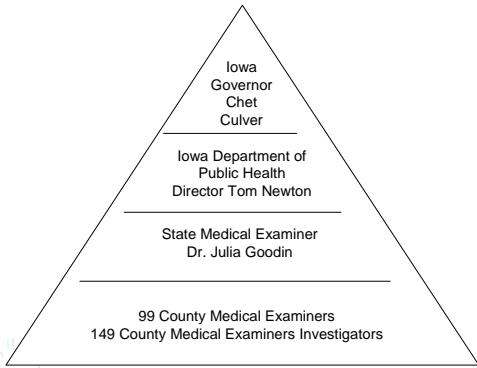 Iowa
Governor
Chet
Culver
Iowa Department of
Public Health
Director Tom Newton
State Medical Examiner
Dr. Julia Goodin
99 County Medical Examiners
149 County Medical Examiners Investigators